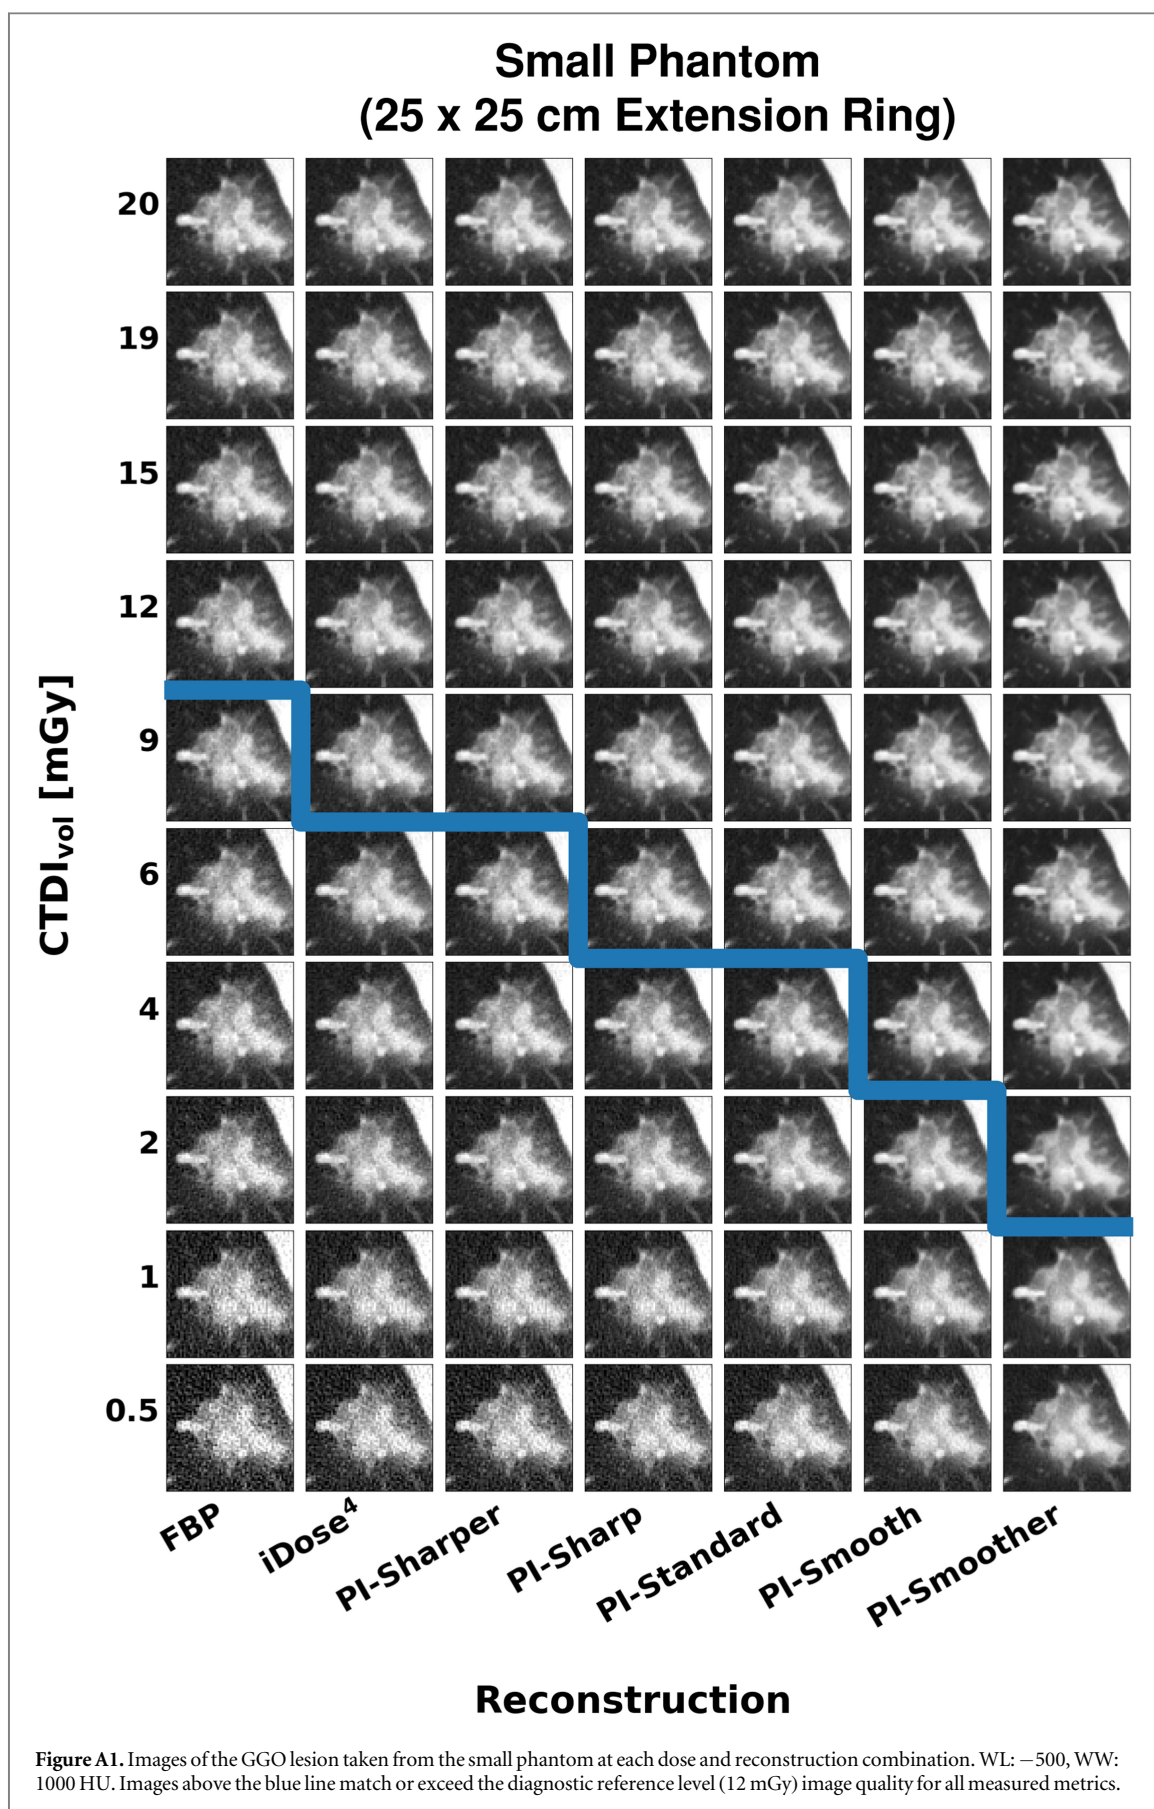 Small Phantom
(25 x 25 cm Extension Ring)
20
19
15
12
9
6
4
2
1
0.5
CTDIvol [mGy]
FBP
iDose⁴
PI-Sharper
PI-Sharp
PI-Standard
PI-Smooth
PI-Smoother
Reconstruction
Figure A1. Images of the GGO lesion taken from the small phantom at each dose and reconstruction combination. WL: −500, WW:
1000 HU. Images above the blue line match or exceed the diagnostic reference level (12 mGy) image quality for all measured metrics.